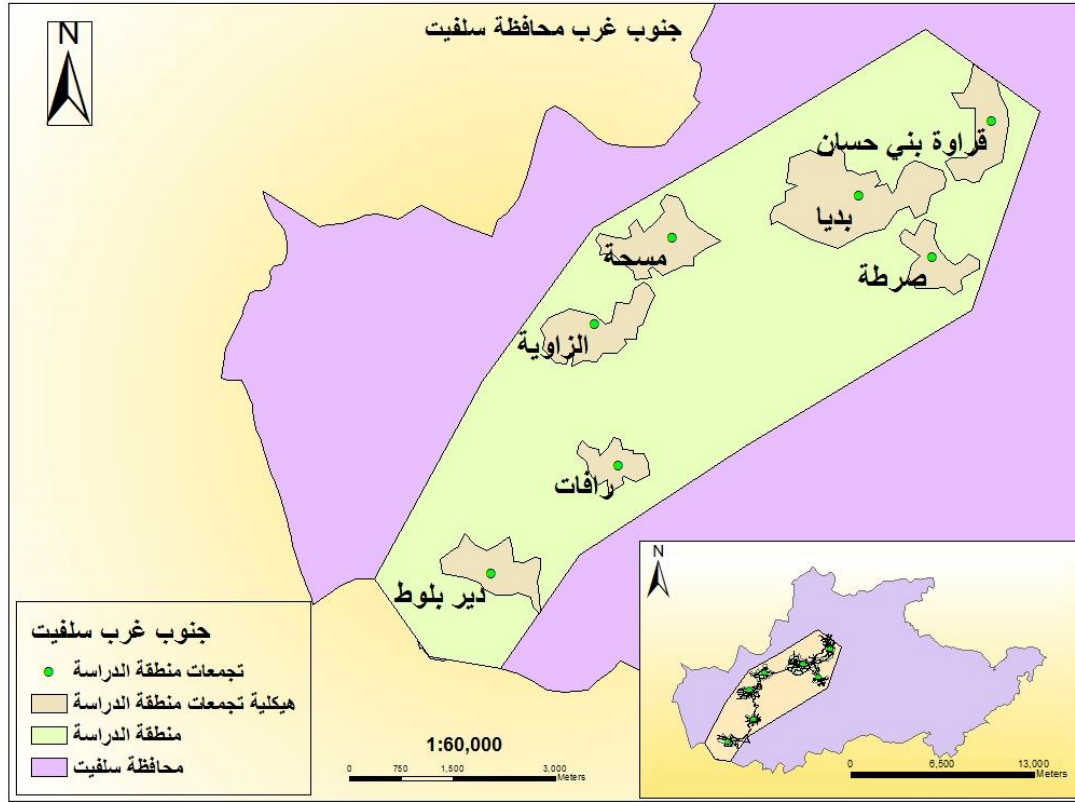 جنوب غرب محافظة سلفيت
N
قراوة بني حسان
بديا
مسحة
صرطة
الزاوية
رافات
دير بلوط
جنوب غرب سلفيت
تجمعات منطقة الدراسة
هيكلية تجمعات منطقة الدراسة
منطقة الدراسة
محافظة سلفيت
1:60,000
0 750 1,500 3,000
Meters
N
0 6,500 13,000
Meters